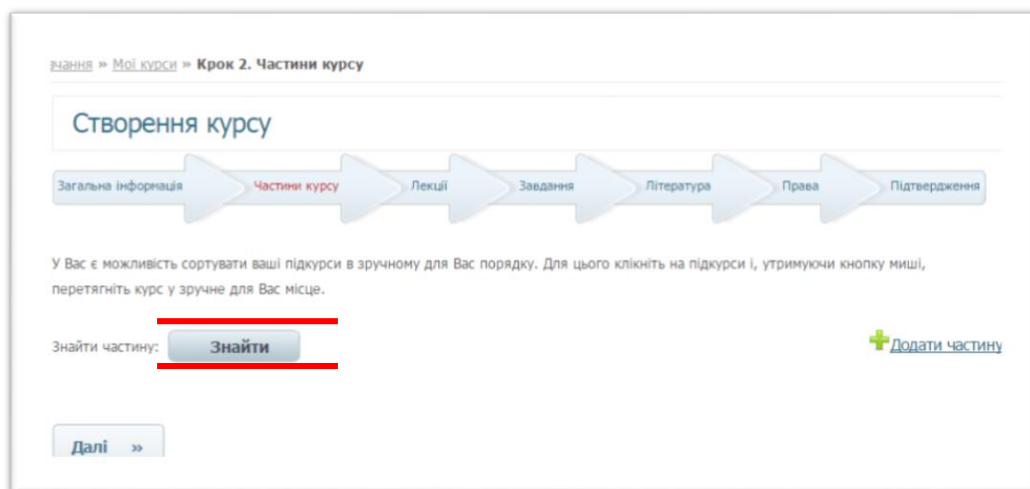 вчання » Мої курси » Крок 2. Частини курсу
Створення курсу
Загальна інформація Частини курсу Лекції Завдання Література Права Підтвердження
У Вас є можливість сортувати ваші підкурси в зручному для Вас порядку. Для цього клікніть на підкурси і, утримуючи кнопку миші,
перетягніть курс у зручне для Вас місце.
Знайти частину: Знайти Додати частину
Далі »